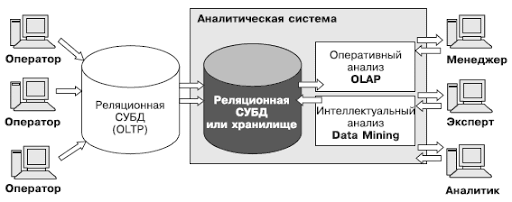 Аналитическая система
Оператор
Оператор
Оператор
Реляционная
СУБД
(OLTP)
Реляционная
СУБД
или хранилище
Оперативный
анализ
OLAP
Интеллектуальный
анализ
Data Mining
Менеджер
Эксперт
Аналитик